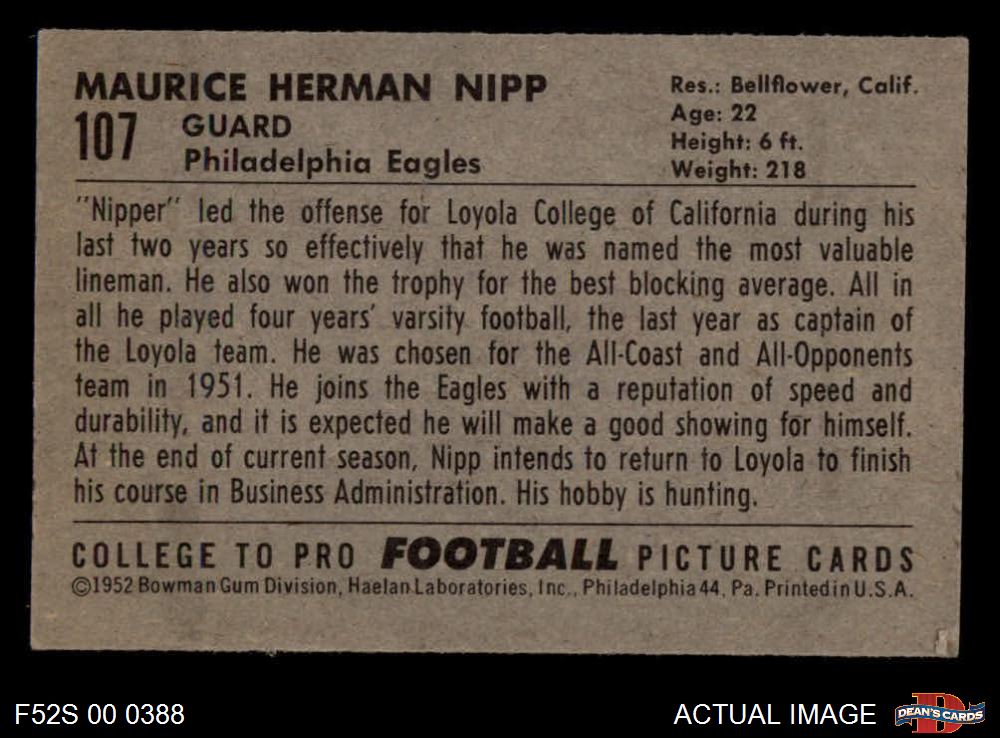 MAURICE HERMAN NIPP
107
GUARD
Philadelphia Eagles
Res.: Bellflower, Calif.
Age: 22
Height: 6 ft.
Weight: 218
"Nipper" led the offense for Loyola College of California during his
last two years so effectively that he was named the most valuable
lineman. He also won the trophy for the best blocking average. All in
all he played four years' varsity football, the last year as captain of
the Loyola team. He was chosen for the All-Coast and All-Opponents
team in 1951. He joins the Eagles with a reputation of speed and
durability, and it is expected he will make a good showing for himself.
At the end of current season, Nipp intends to return to Loyola to finish
his course in Business Administration. His hobby is hunting.
COLLEGE TO PRO FOOTBALL PICTURE CARDS
©1952 Bowman Gum Division, Haelan Laboratories, Inc., Philadelphia 44, Pa. Printed in U.S.A.
F52S 00 0388
ACTUAL IMAGE
D
DEAN'S CARDS